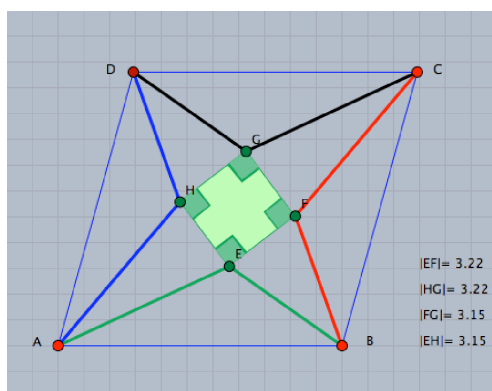 D
C
G
H
F
E
|EF|= 3.22
|HG|= 3.22
|FG|= 3.15
A
B
|EH|= 3.15